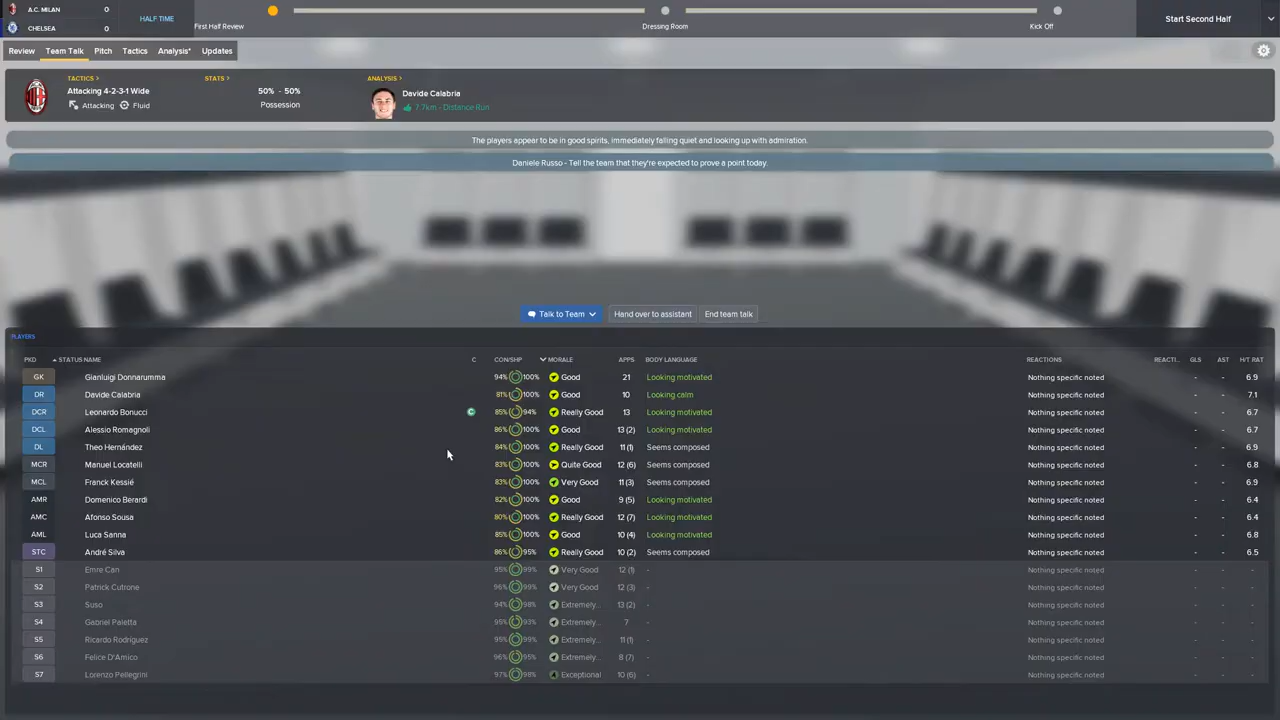 A.C. MILAN 0
CHELSEA 0
HALF TIME
First Half Review
Dressing Room
Kick Off
Start Second Half
Review Team Talk Pitch Tactics Analysis* Updates
TACTICS >
Attacking 4-2-3-1 Wide
Attacking Fluid
STATS >
50% - 50%
Possession
ANALYSIS >
Davide Calabria
7.7km - Distance Run
The players appear to be in good spirits, immediately falling quiet and looking up with admiration.
Daniele Russo - Tell the team that they're expected to prove a point today.
Talk to Team Hand over to assistant End team talk
PLAYERS
PKD STATUS NAME C CON/SHP MORALE APPS BODY LANGUAGE REACTIONS REACTI... GLS AST H/T RAT
GK Gianluigi Donnarumma 94% 100% Good 21 Looking motivated Nothing specific noted - - 6.9
DR Davide Calabria 81% 100% Good 10 Looking calm Nothing specific noted - - 7.1
DCR Leonardo Bonucci C 85% 94% Really Good 13 Looking motivated Nothing specific noted - - 6.7
DCL Alessio Romagnoli 86% 100% Good 13 (2) Looking motivated Nothing specific noted - - 6.7
DL Theo Hernández 84% 100% Really Good 11 (1) Seems composed Nothing specific noted - - 6.9
MCR Manuel Locatelli 83% 100% Quite Good 12 (6) Seems composed Nothing specific noted - - 6.8
MCL Franck Kessié 83% 100% Very Good 11 (3) Seems composed Nothing specific noted - - 6.9
AMR Domenico Berardi 82% 100% Good 9 (5) Looking motivated Nothing specific noted - - 6.4
AMC Afonso Sousa 80% 100% Really Good 12 (7) Looking motivated Nothing specific noted - - 6.4
AML Luca Sanna 85% 100% Good 10 (4) Looking motivated Nothing specific noted - - 6.8
STC André Silva 86% 95% Really Good 10 (2) Seems composed Nothing specific noted - - 6.5
S1 Emre Can 95% 99% Very Good 12 (1) - Nothing specific noted - - -
S2 Patrick Cutrone 96% 99% Very Good 12 (3) - Nothing specific noted - - -
S3 Suso 94% 98% Extremely... 13 (2) - Nothing specific noted - - -
S4 Gabriel Paletta 95% 93% Extremely... 7 - Nothing specific noted - - -
S5 Ricardo Rodríguez 95% 99% Extremely... 11 (1) - Nothing specific noted - - -
S6 Felice D'Amico 96% 95% Extremely... 8 (7) - Nothing specific noted - - -
S7 Lorenzo Pellegrini 97% 98% Exceptional 10 (6) - Nothing specific noted - - -